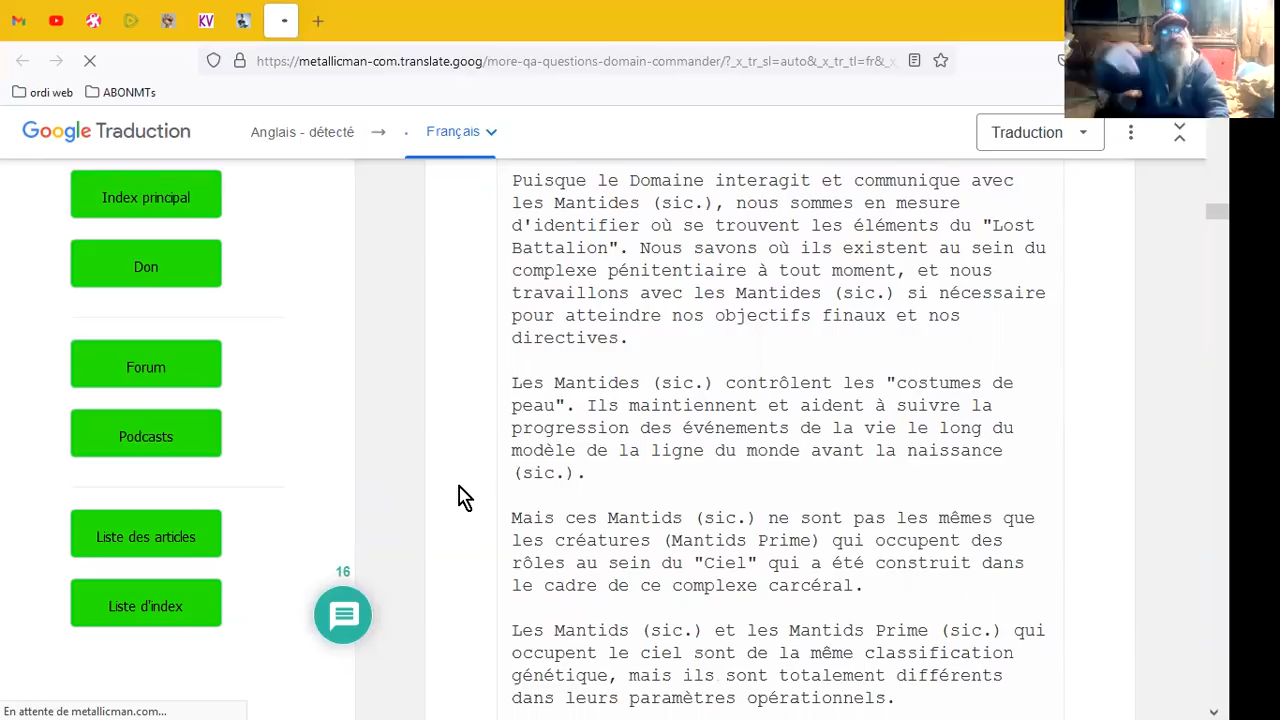 KV
https://metallicman-com.translate.goog/more-qa-questions-domain-commander/?_x_tr_sl=auto&_x_tr_tl=fr&_x_
ordi web
ABONMTs
Google Traduction
Anglais - détecté
Français
Traduction
Index principal
Don
Forum
Podcasts
Liste des articles
Liste d'index
16
Puisque le Domaine interagit et communique avec
les Mantides (sic.), nous sommes en mesure
d'identifier où se trouvent les éléments du "Lost
Battalion". Nous savons où ils existent au sein du
complexe pénitentiaire à tout moment, et nous
travaillons avec les Mantides (sic.) si nécessaire
pour atteindre nos objectifs finaux et nos
directives.
Les Mantides (sic.) contrôlent les "costumes de
peau". Ils maintiennent et aident à suivre la
progression des événements de la vie le long du
modèle de la ligne du monde avant la naissance
(sic.).
Mais ces Mantids (sic.) ne sont pas les mêmes que
les créatures (Mantids Prime) qui occupent des
rôles au sein du "Ciel" qui a été construit dans
le cadre de ce complexe carcéral.
Les Mantids (sic.) et les Mantids Prime (sic.) qui
occupent le ciel sont de la même classification
génétique, mais ils sont totalement différents
dans leurs paramètres opérationnels.
En attente de metallicman.com...